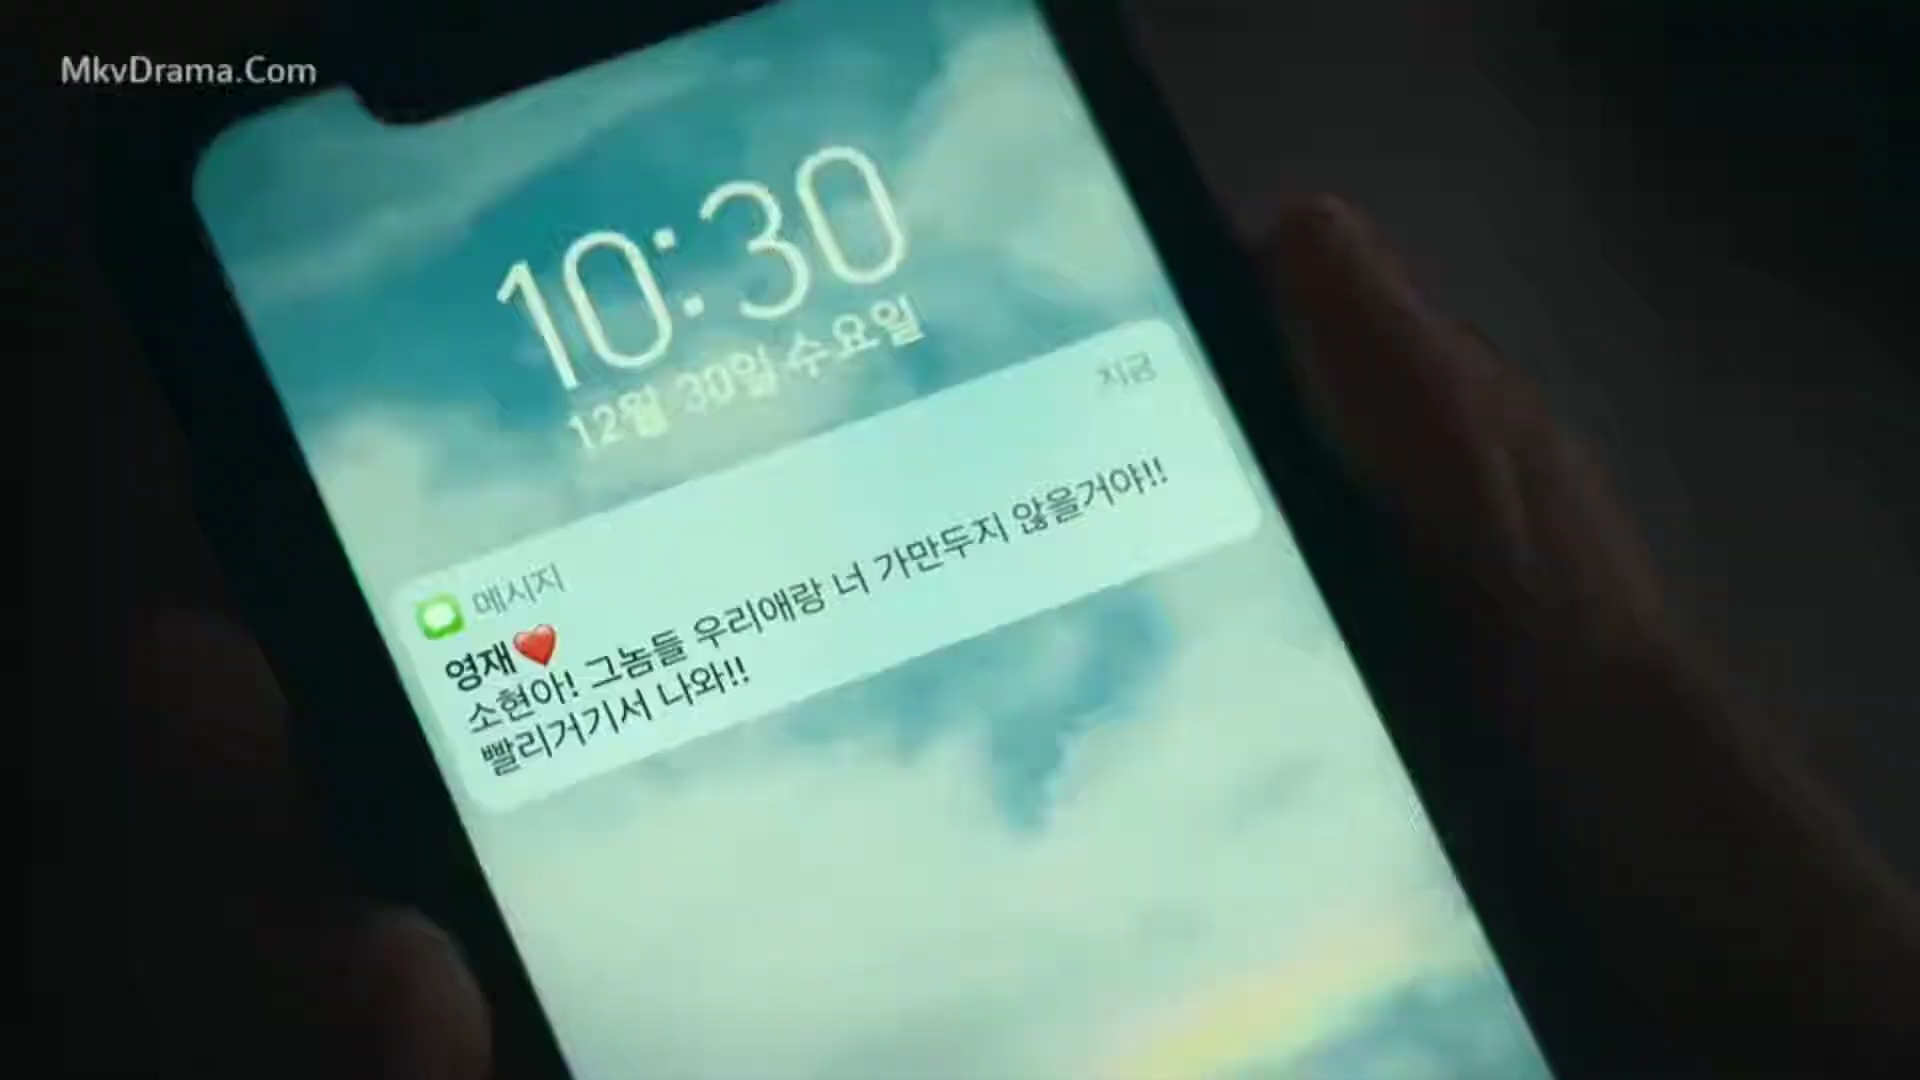 MkvDrama.Com
10:30
12월 30일 수요일
메시지
지금
영재❤️
소현아! 그놈들 우리애랑 너 가만두지 않을거야!!
빨리거기서 나와!!